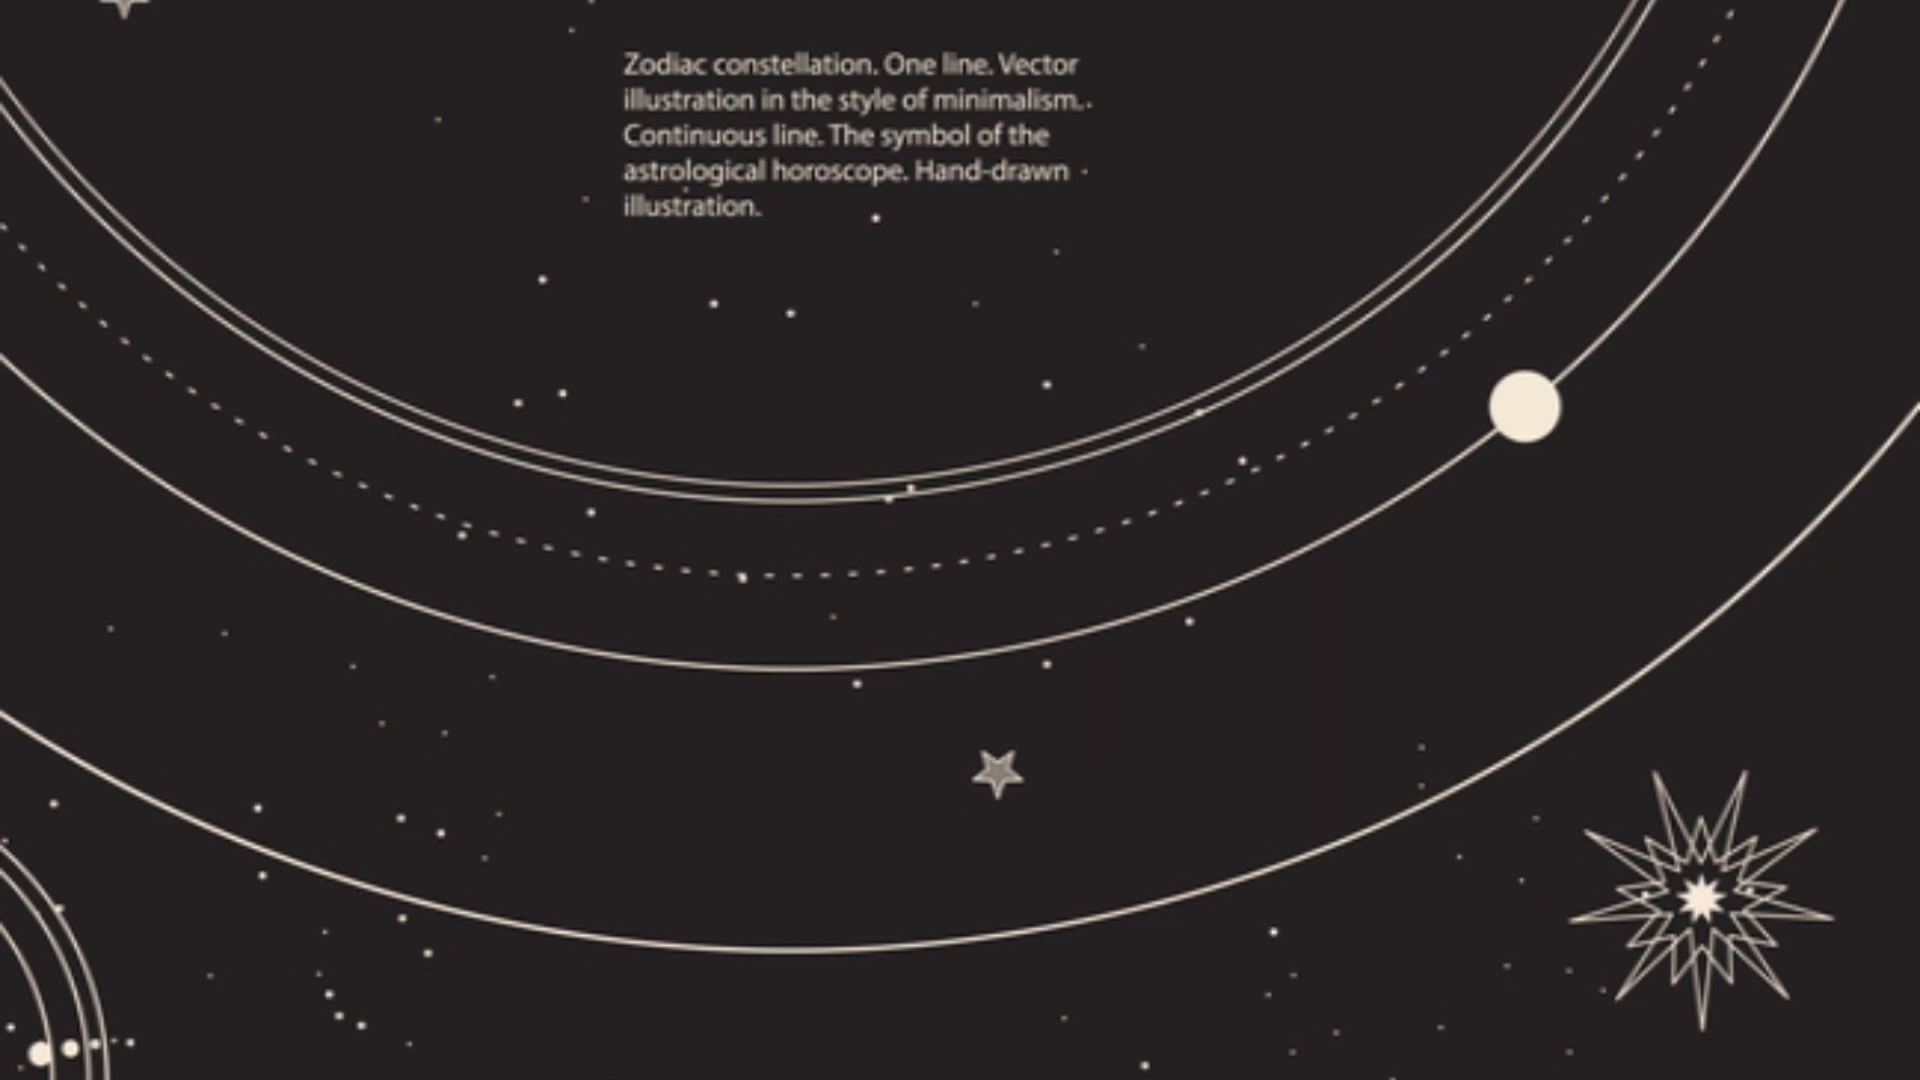 Zodiac constellation. One line. Vector
illustration in the style of minimalism.
Continuous line. The symbol of the
astrological horoscope. Hand-drawn
illustration.